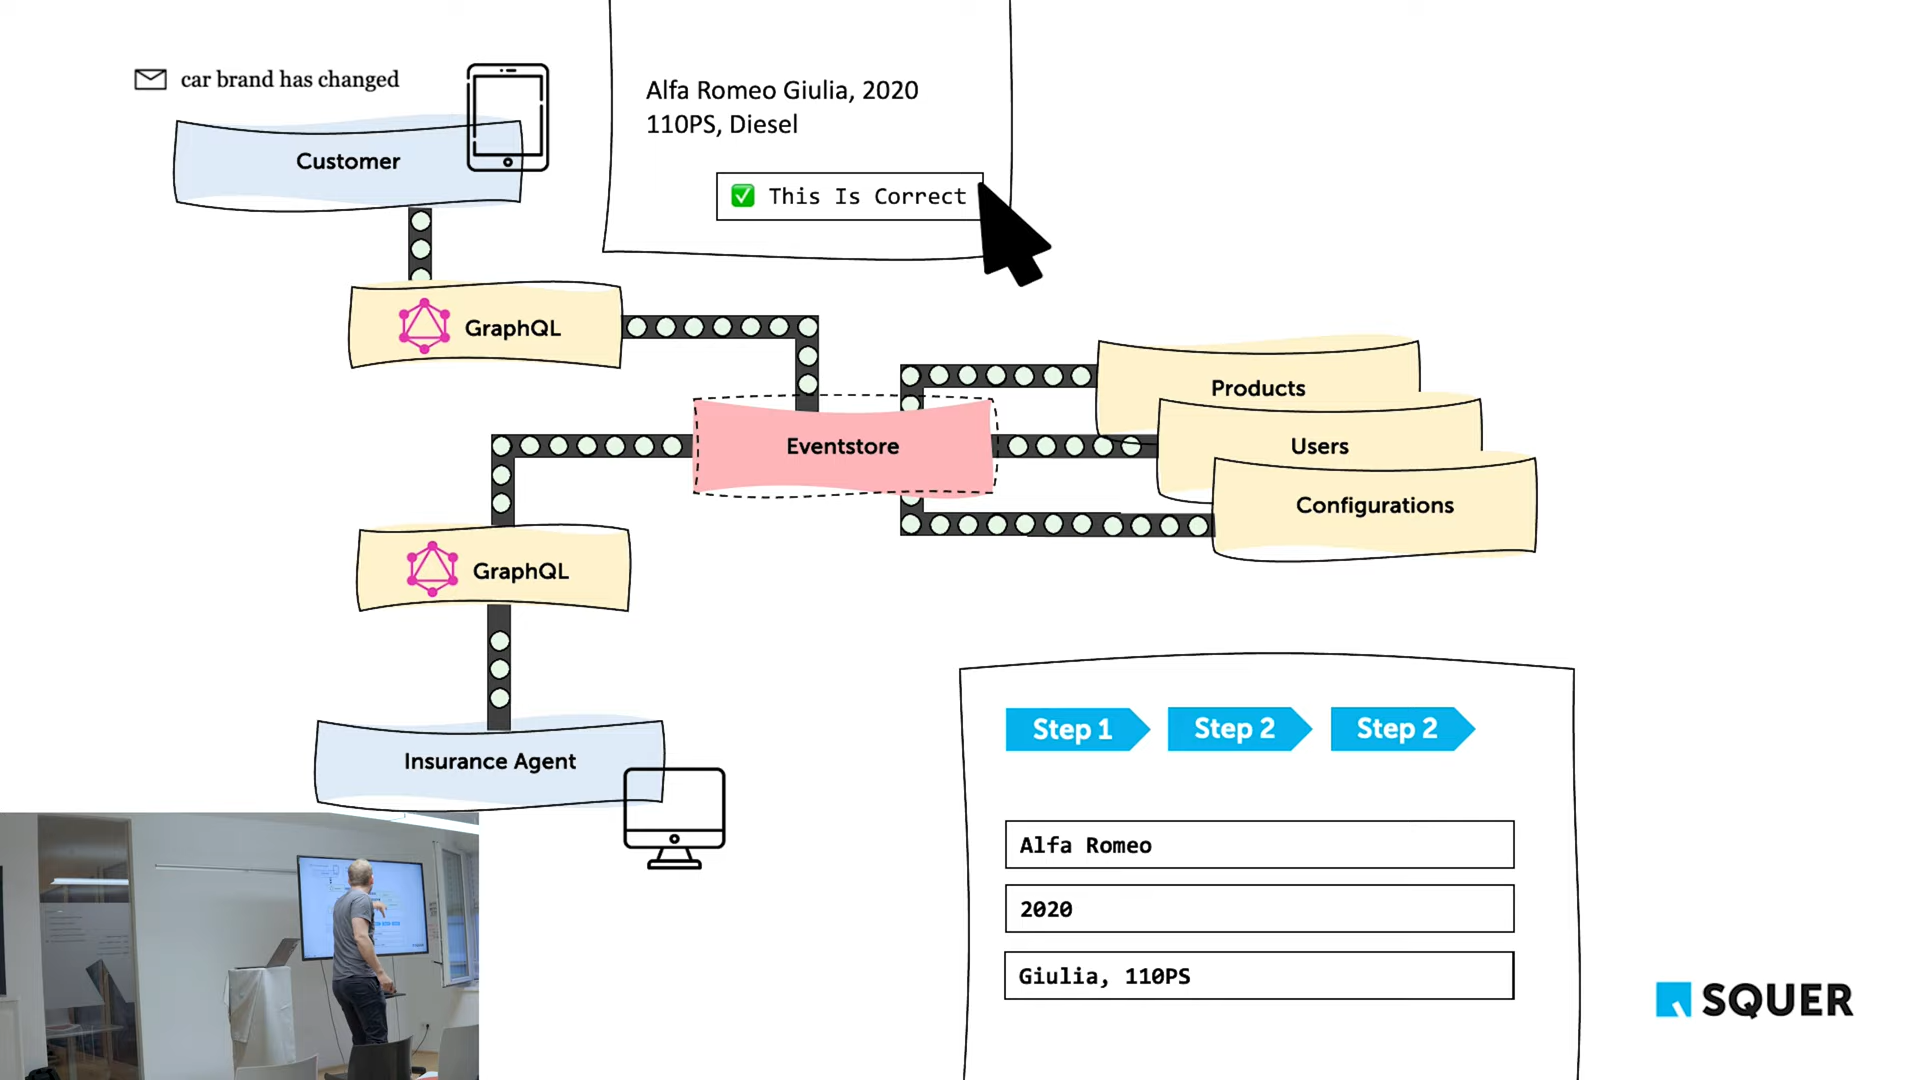 car brand has changed
Customer
Alfa Romeo Giulia, 2020
110PS, Diesel
✅ This Is Correct
GraphQL
Products
Users
Configurations
Eventstore
GraphQL
Insurance Agent
Step 1
Step 2
Step 2
Alfa Romeo
2020
Giulia, 110PS
SQUER